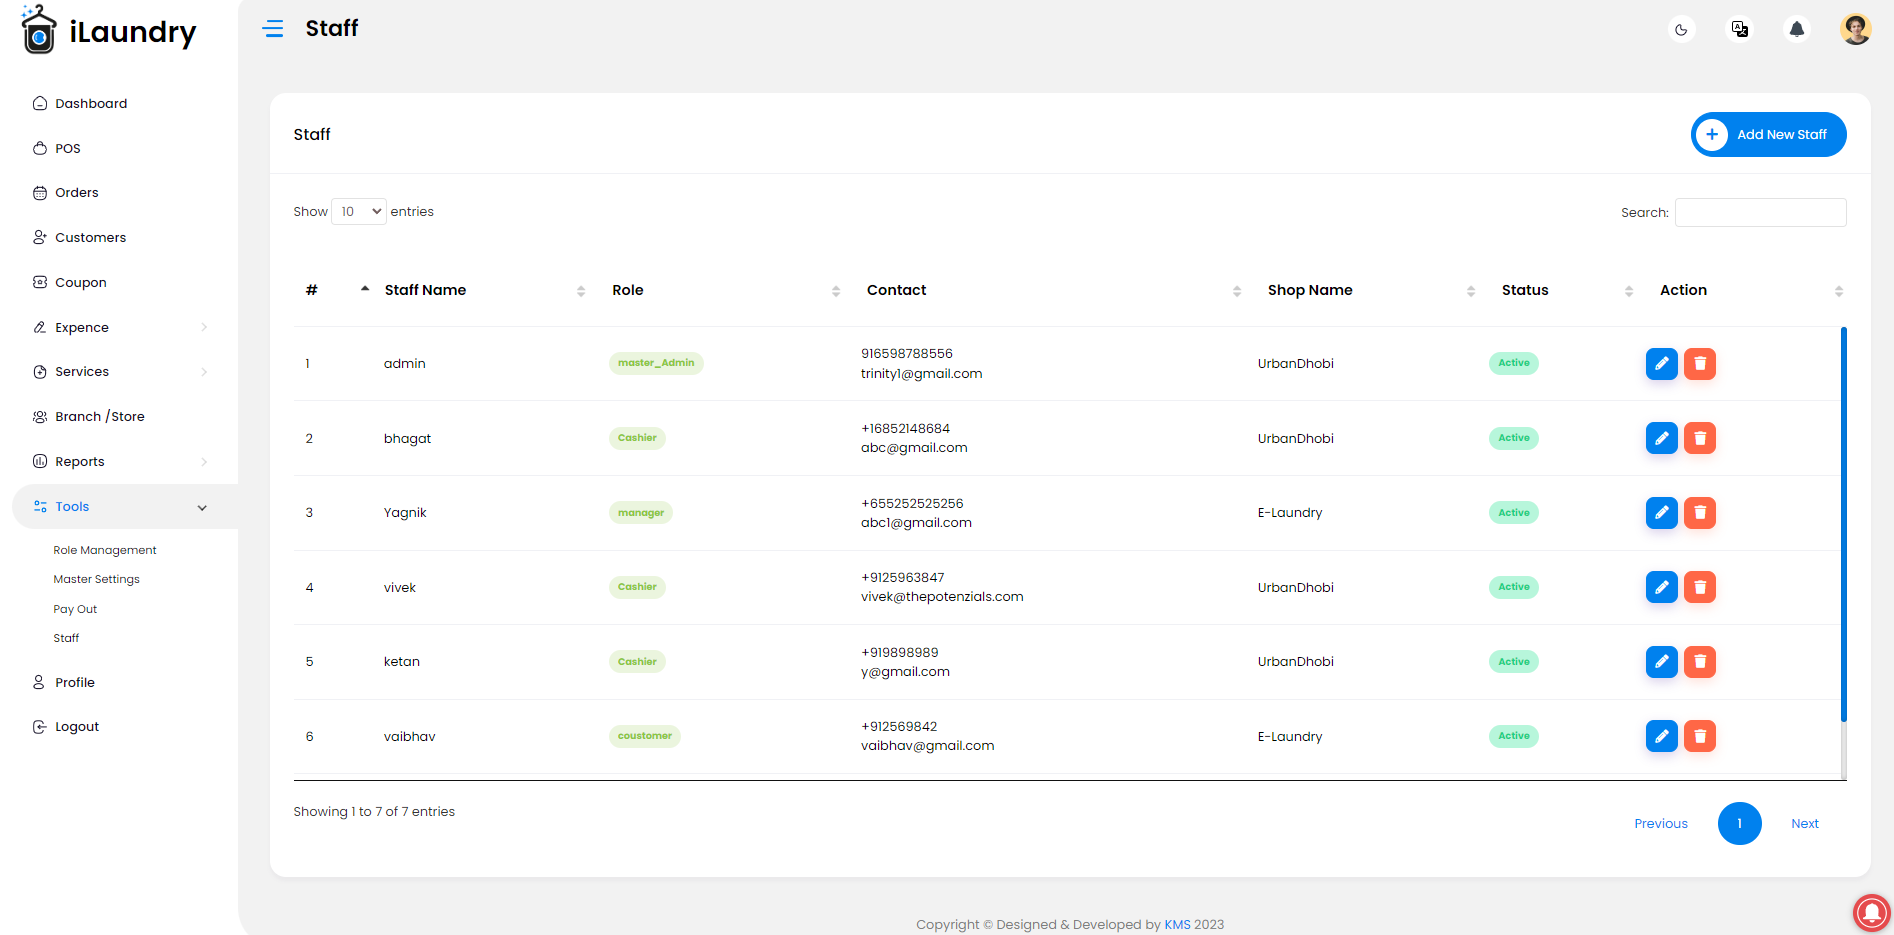 iLaundry
Staff
Dashboard
POS
Orders
Customers
Coupon
Expence
Services
Branch /Store
Reports
Tools
Role Management
Master Settings
Pay Out
Staff
Profile
Logout
Staff
Add New Staff
Show 10 entries
Search:
# Staff Name Role Contact Shop Name Status Action
1 admin master_Admin 916598788556 UrbanDhobi Active
trinity1@gmail.com
2 bhagat Cashier +16852148684 UrbanDhobi Active
abc@gmail.com
3 Yagnik manager +655252525256 E-Laundry Active
abc1@gmail.com
4 vivek Cashier +9125963847 UrbanDhobi Active
vivek@thepotenzials.com
5 ketan Cashier +919898989 UrbanDhobi Active
y@gmail.com
6 vaibhav coustomer +912569842 E-Laundry Active
vaibhav@gmail.com
Showing 1 to 7 of 7 entries
Previous 1 Next
Copyright © Designed & Developed by KMS 2023